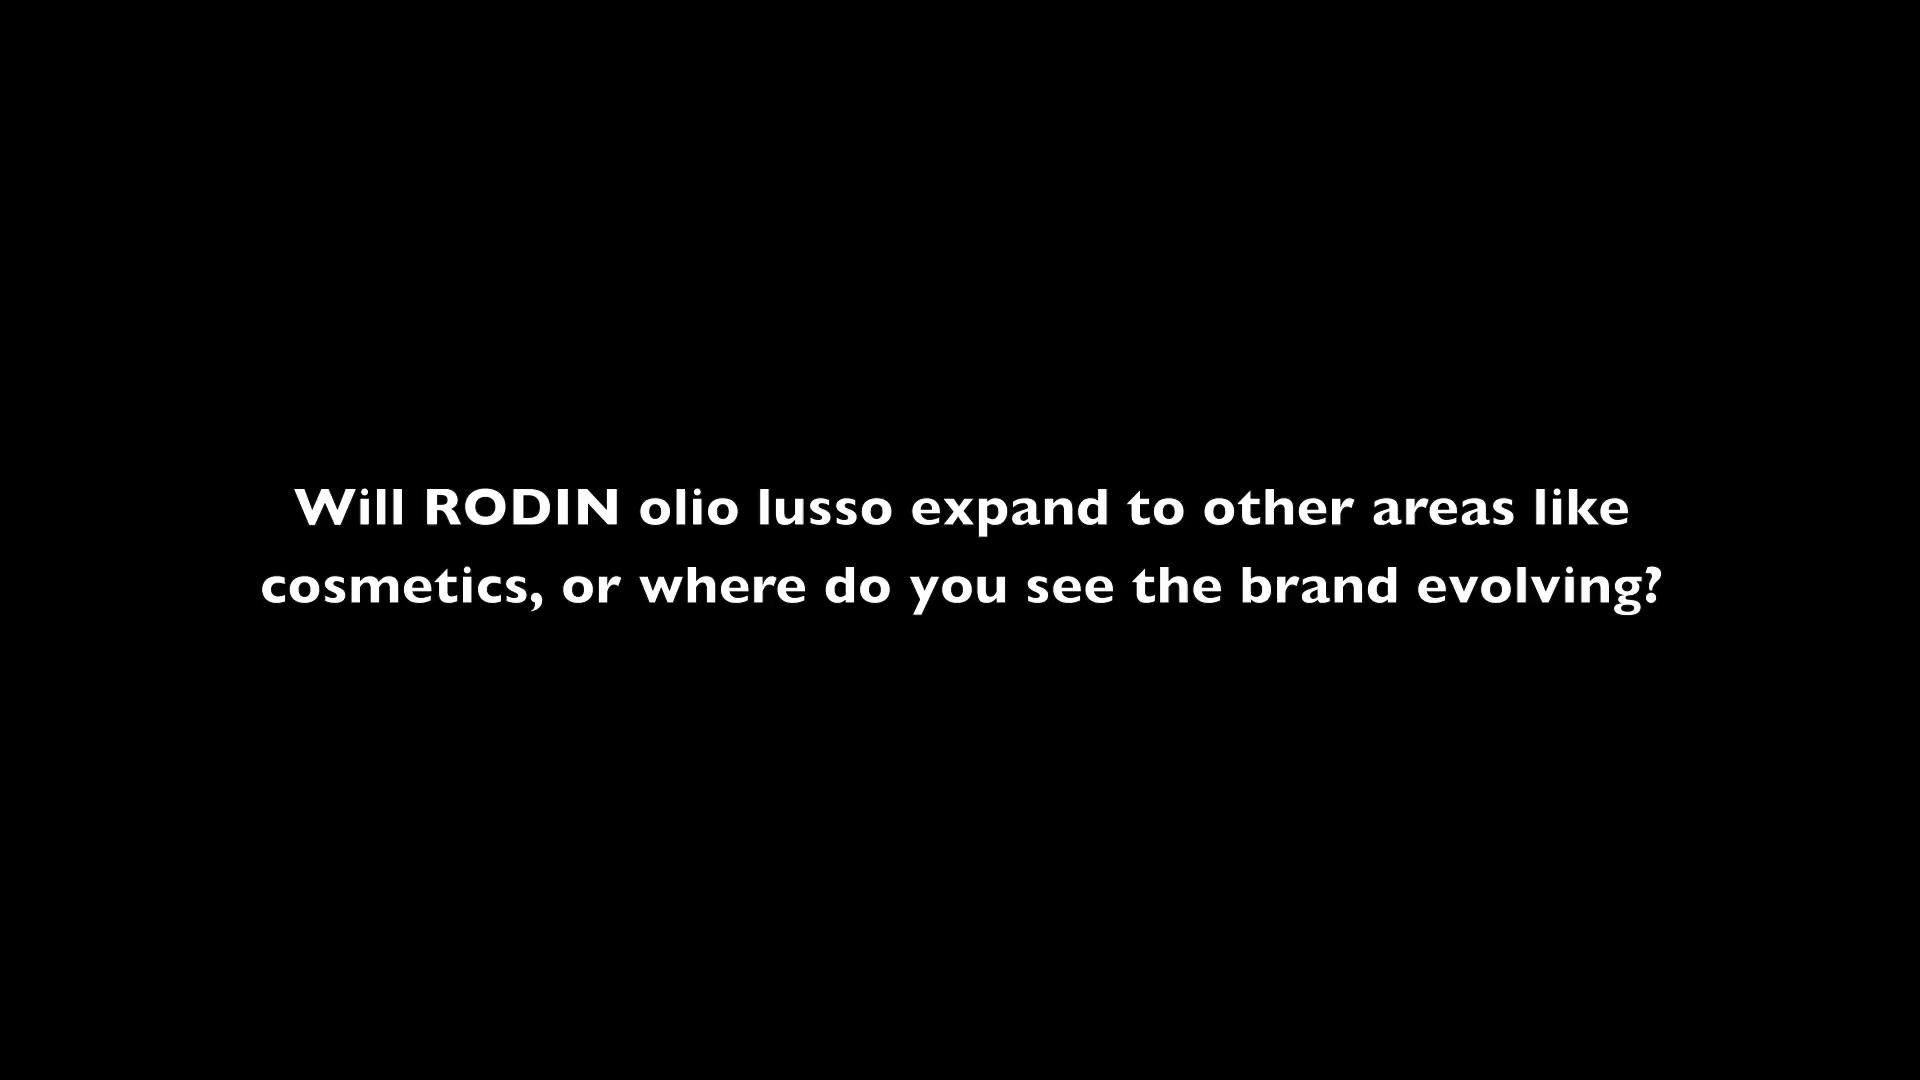 Will RODIN olio lusso expand to other areas like
cosmetics, or where do you see the brand evolving?